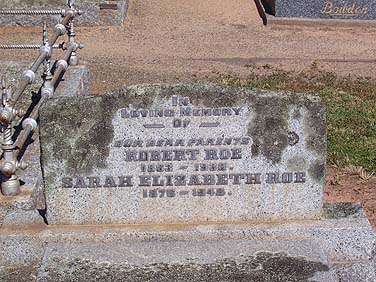 Bowden
In
Loving Memory
of
our dear parents
Robert Roe
Sarah Elizabeth Roe